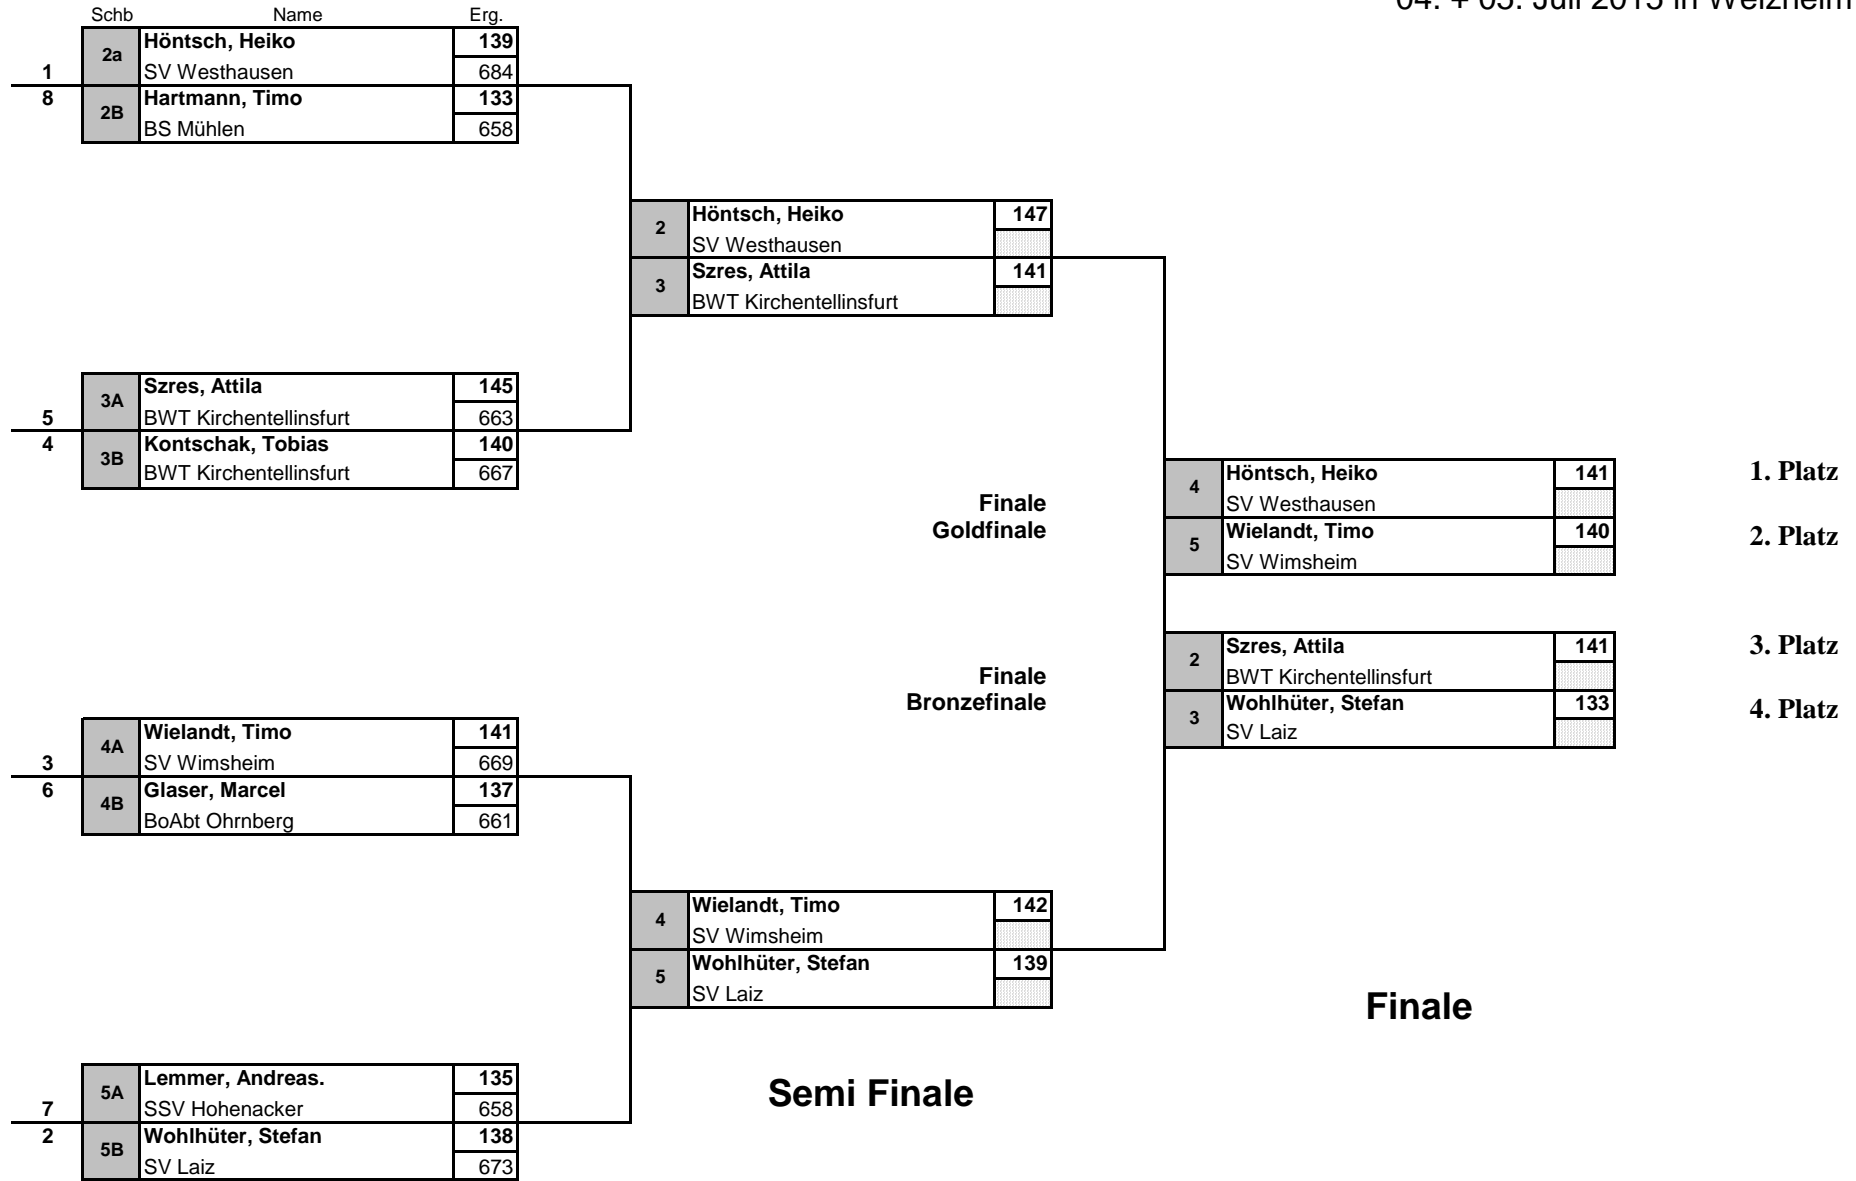 04. + 05. Juli 2015 in Welzheim
Schb Name Erg.
2a Höntsch, Heiko 139
1 SV Westhausen 684
8 2B Hartmann, Timo 133
BS Mühlen 658
2 Höntsch, Heiko 147
SV Westhausen
3 Szres, Attila 141
BWT Kirchentellinsfurt
3A Szres, Attila 145
5 BWT Kirchentellinsfurt 663
4 3B Kontschak, Tobias 140
BWT Kirchentellinsfurt 667
Finale
Goldfinale
4 Höntsch, Heiko 141 1. Platz
SV Westhausen
5 Wielandt, Timo 140 2. Platz
SV Wimsheim
Finale
Bronzefinale
2 Szres, Attila 141 3. Platz
BWT Kirchentellinsfurt
3 Wohlhüter, Stefan 133 4. Platz
SV Laiz
4A Wielandt, Timo 141
3 SV Wimsheim 669
6 4B Glaser, Marcel 137
BoAbt Ohrnberg 661
4 Wielandt, Timo 142
SV Wimsheim
5 Wohlhüter, Stefan 139
SV Laiz
Finale
Semi Finale
5A Lemmer, Andreas. 135
7 SSV Hohenacker 658
2 5B Wohlhüter, Stefan 138
SV Laiz 673